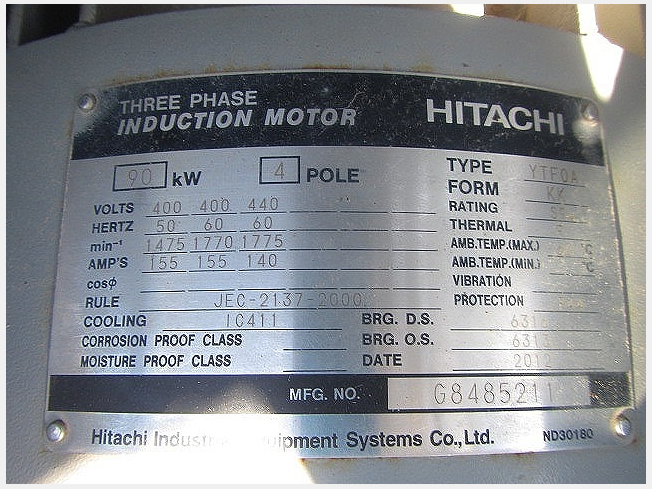 THREE PHASE
INDUCTION MOTOR HITACHI
90 kW 4 POLE
TYPE YTFOA
FORM KK
VOLTS 400 400 440
RATING
HERTZ 50 60 60
THERMAL
min⁻¹ 1475 1770 1775
AMB.TEMP.(MAX.) °C
AMP'S 155 155 140
AMB.TEMP.(MIN.) °C
cosφ
VIBRATION
RULE JEC-2137-2000
PROTECTION
COOLING IC411
BRG. D.S.
CORROSION PROOF CLASS
BRG. O.S.
MOISTURE PROOF CLASS
DATE 2012
MFG. NO. G8485211
Hitachi Equipment Systems Co.,Ltd. ND30180